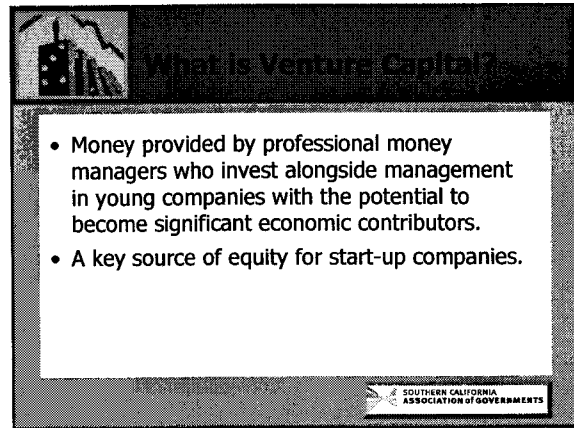 What is Venture Capital?
• Money provided by professional money
managers who invest alongside management
in young companies with the potential to
become significant economic contributors.
• A key source of equity for start-up companies.
SOUTHERN CALIFORNIA
ASSOCIATION of GOVERNMENTS